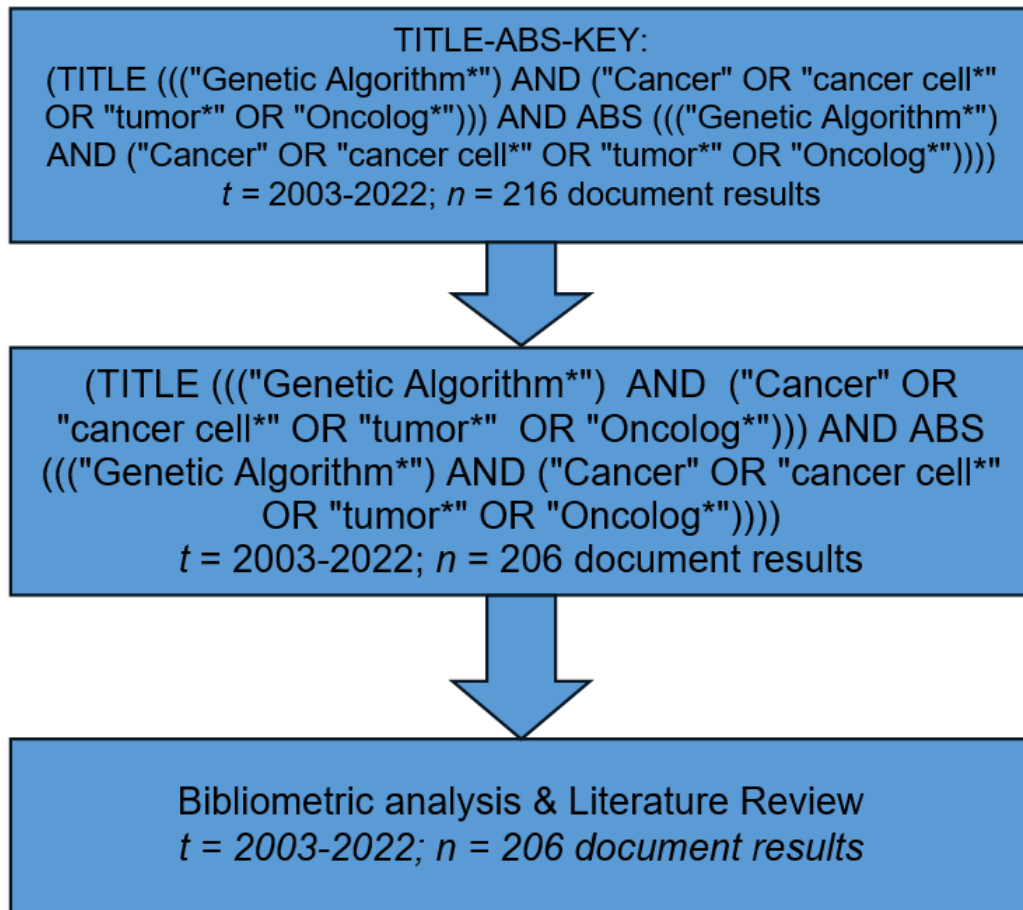 TITLE-ABS-KEY:
(TITLE ((("Genetic Algorithm*") AND ("Cancer" OR "cancer cell*"
OR "tumor*" OR "Oncolog*"))) AND ABS ((("Genetic Algorithm*")
AND ("Cancer" OR "cancer cell*" OR "tumor*" OR "Oncolog*"))))
t = 2003-2022; n = 216 document results
(TITLE ((("Genetic Algorithm*") AND ("Cancer" OR
"cancer cell*" OR "tumor*" OR "Oncolog*"))) AND ABS
((("Genetic Algorithm*") AND ("Cancer" OR "cancer cell*"
OR "tumor*" OR "Oncolog*"))))
t = 2003-2022; n = 206 document results
Bibliometric analysis & Literature Review
t = 2003-2022; n = 206 document results